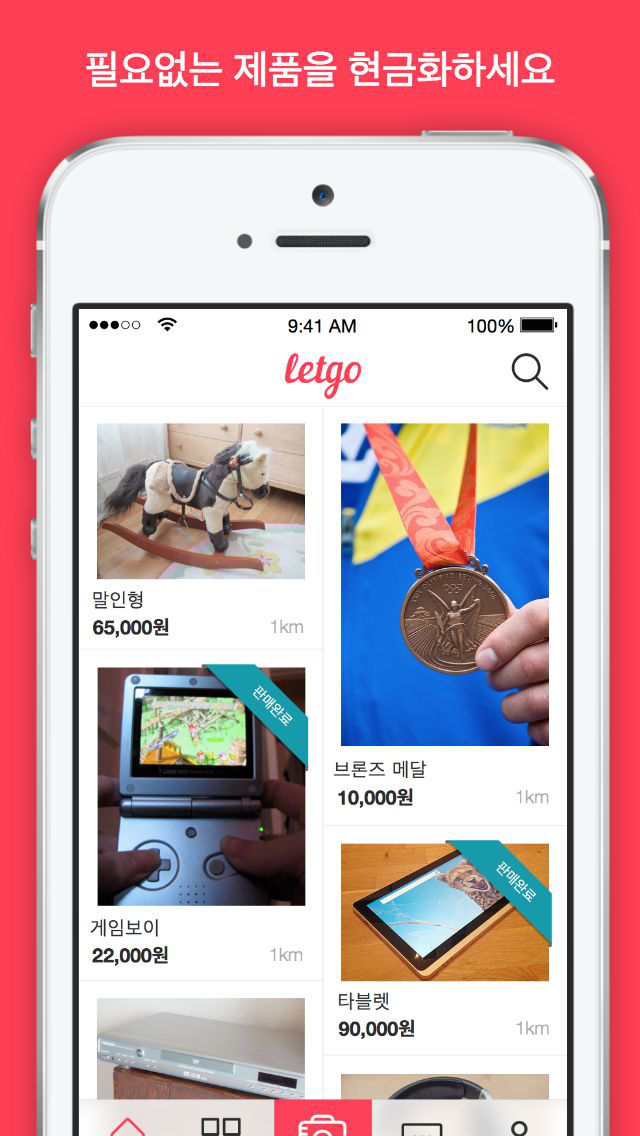 필요없는 제품을 현금화하세요
9:41 AM
100%
letgo
말인형
65,000원
1km
판매완료
게임보이
22,000원
1km
브론즈 메달
10,000원
1km
판매완료
타블렛
90,000원
1km